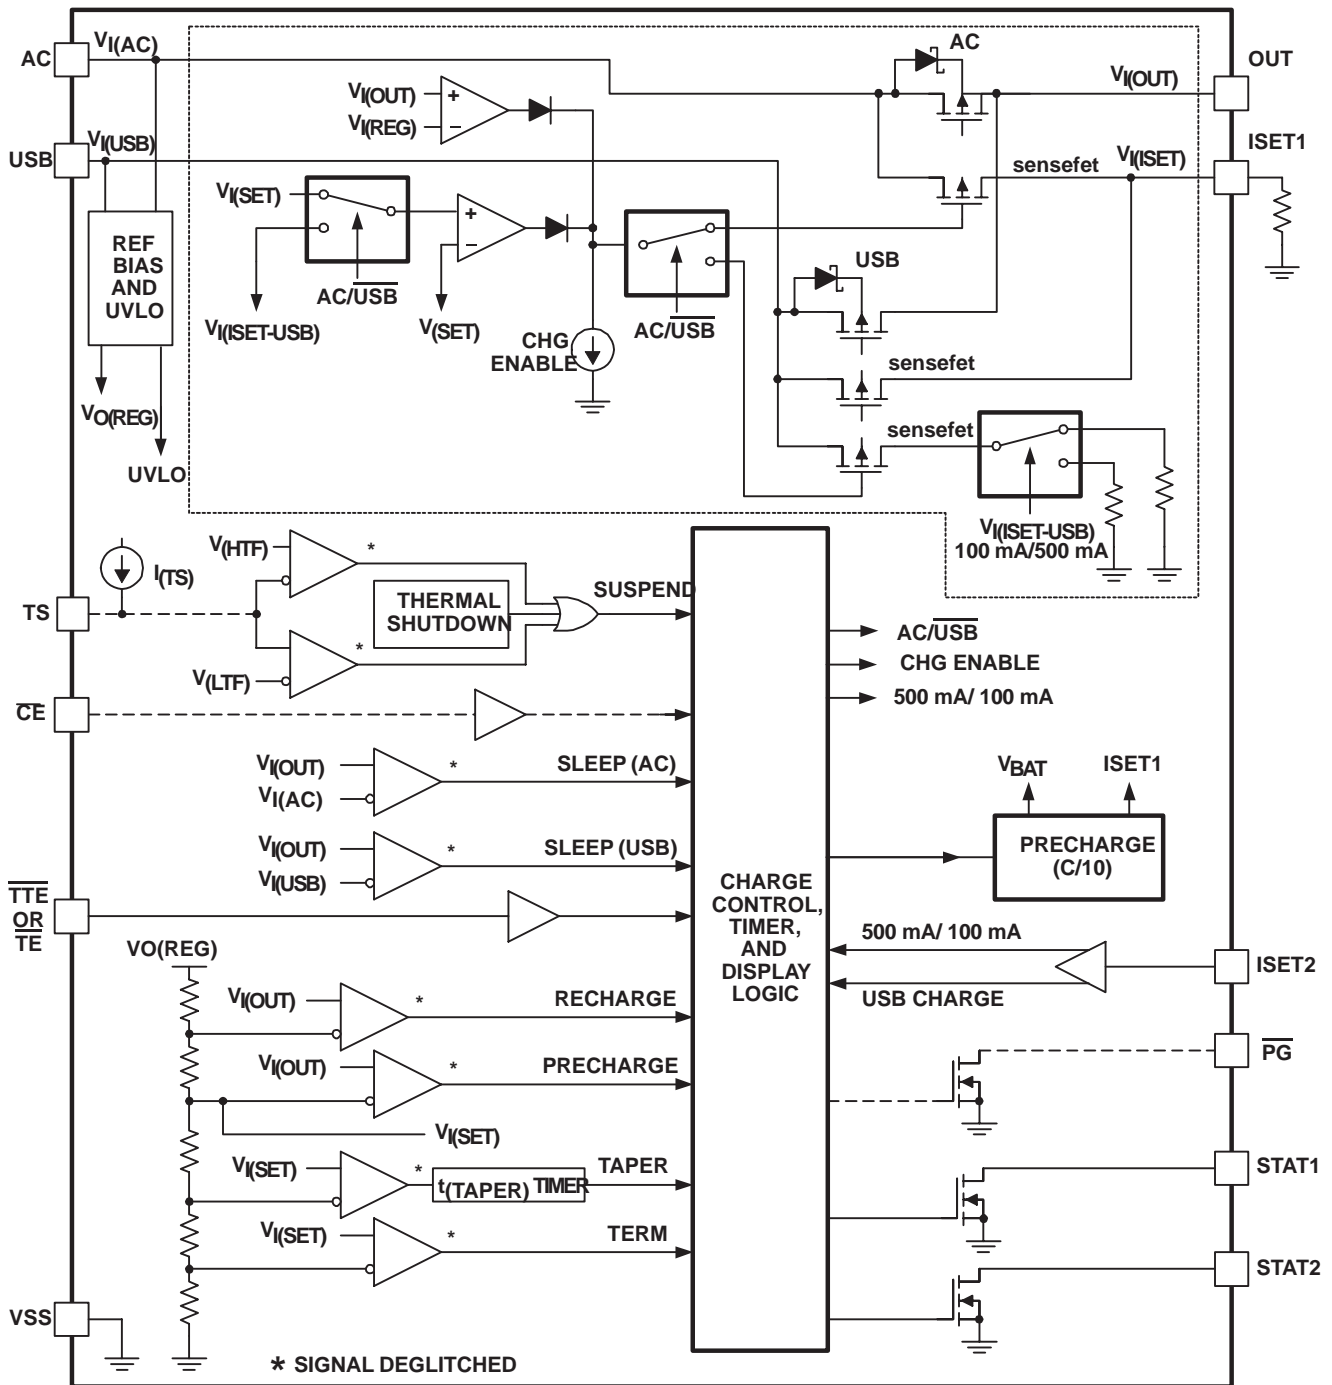 AC
VI(AC)
AC
OUT
VI(OUT)
VI(OUT)
+
VI(REG)
−
USB
VI(USB)
ISET1
VI(ISET)
sensefet
VI(SET)
+
−
REF
BIAS
AND
UVLO
USB
AC/USB
VI(ISET-USB)
V(SET)
CHG
ENABLE
AC/USB
sensefet
VO(REG)
sensefet
UVLO
VI(ISET-USB)
100 mA/500 mA
V(HTF)
*
I(TS)
TS
THERMAL
SHUTDOWN
SUSPEND
*
V(LTF)
AC/USB
CHG ENABLE
500 mA/ 100 mA
CE
VI(OUT)
*
SLEEP (AC)
VI(AC)
VBAT
ISET1
VI(OUT)
*
SLEEP (USB)
VI(USB)
PRECHARGE
(C/10)
TTE
OR
TE
CHARGE
CONTROL,
TIMER,
AND
DISPLAY
LOGIC
VO(REG)
500 mA/ 100 mA
USB CHARGE
ISET2
VI(OUT)
*
RECHARGE
VI(OUT)
*
PRECHARGE
PG
VI(SET)
VI(SET)
*
t(TAPER) TIMER
TAPER
STAT1
VI(SET)
*
TERM
STAT2
VSS
* SIGNAL DEGLITCHED